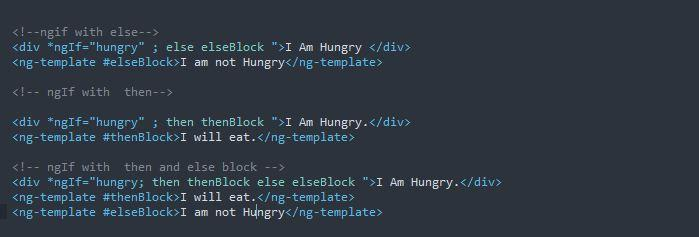 <!--ngif with else-->
<div *ngIf="hungry" ; else elseBlock ">I Am Hungry </div>
<ng-template #elseBlock>I am not Hungry</ng-template>
<!-- ngIf with  then-->
<div *ngIf="hungry" ; then thenBlock ">I Am Hungry.</div>
<ng-template #thenBlock>I will eat.</ng-template>
<!-- ngIf with  then and else block -->
<div *ngIf="hungry; then thenBlock else elseBlock ">I Am Hungry.</div>
<ng-template #thenBlock>I will eat.</ng-template>
<ng-template #elseBlock>I am not Hungry</ng-template>